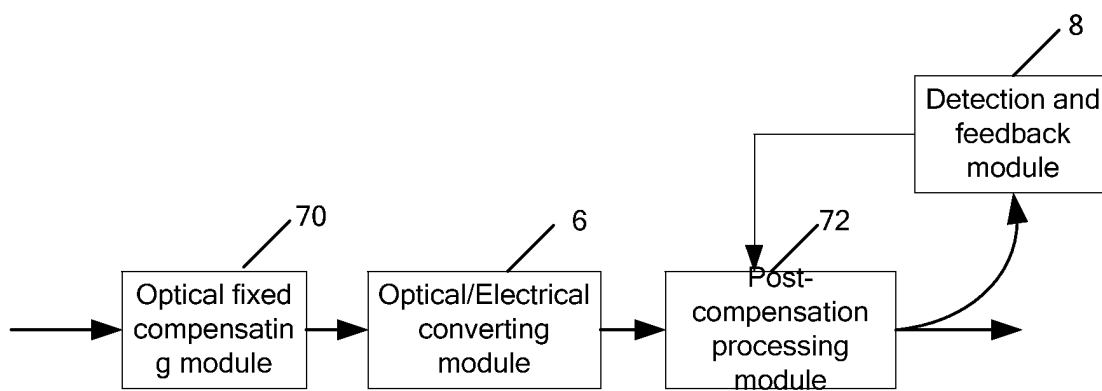 8
Detection and
feedback
module
70
6
72
Optical fixed
compensatin
g module
Optical/Electrical
converting
module
Post-
compensation
processing
module